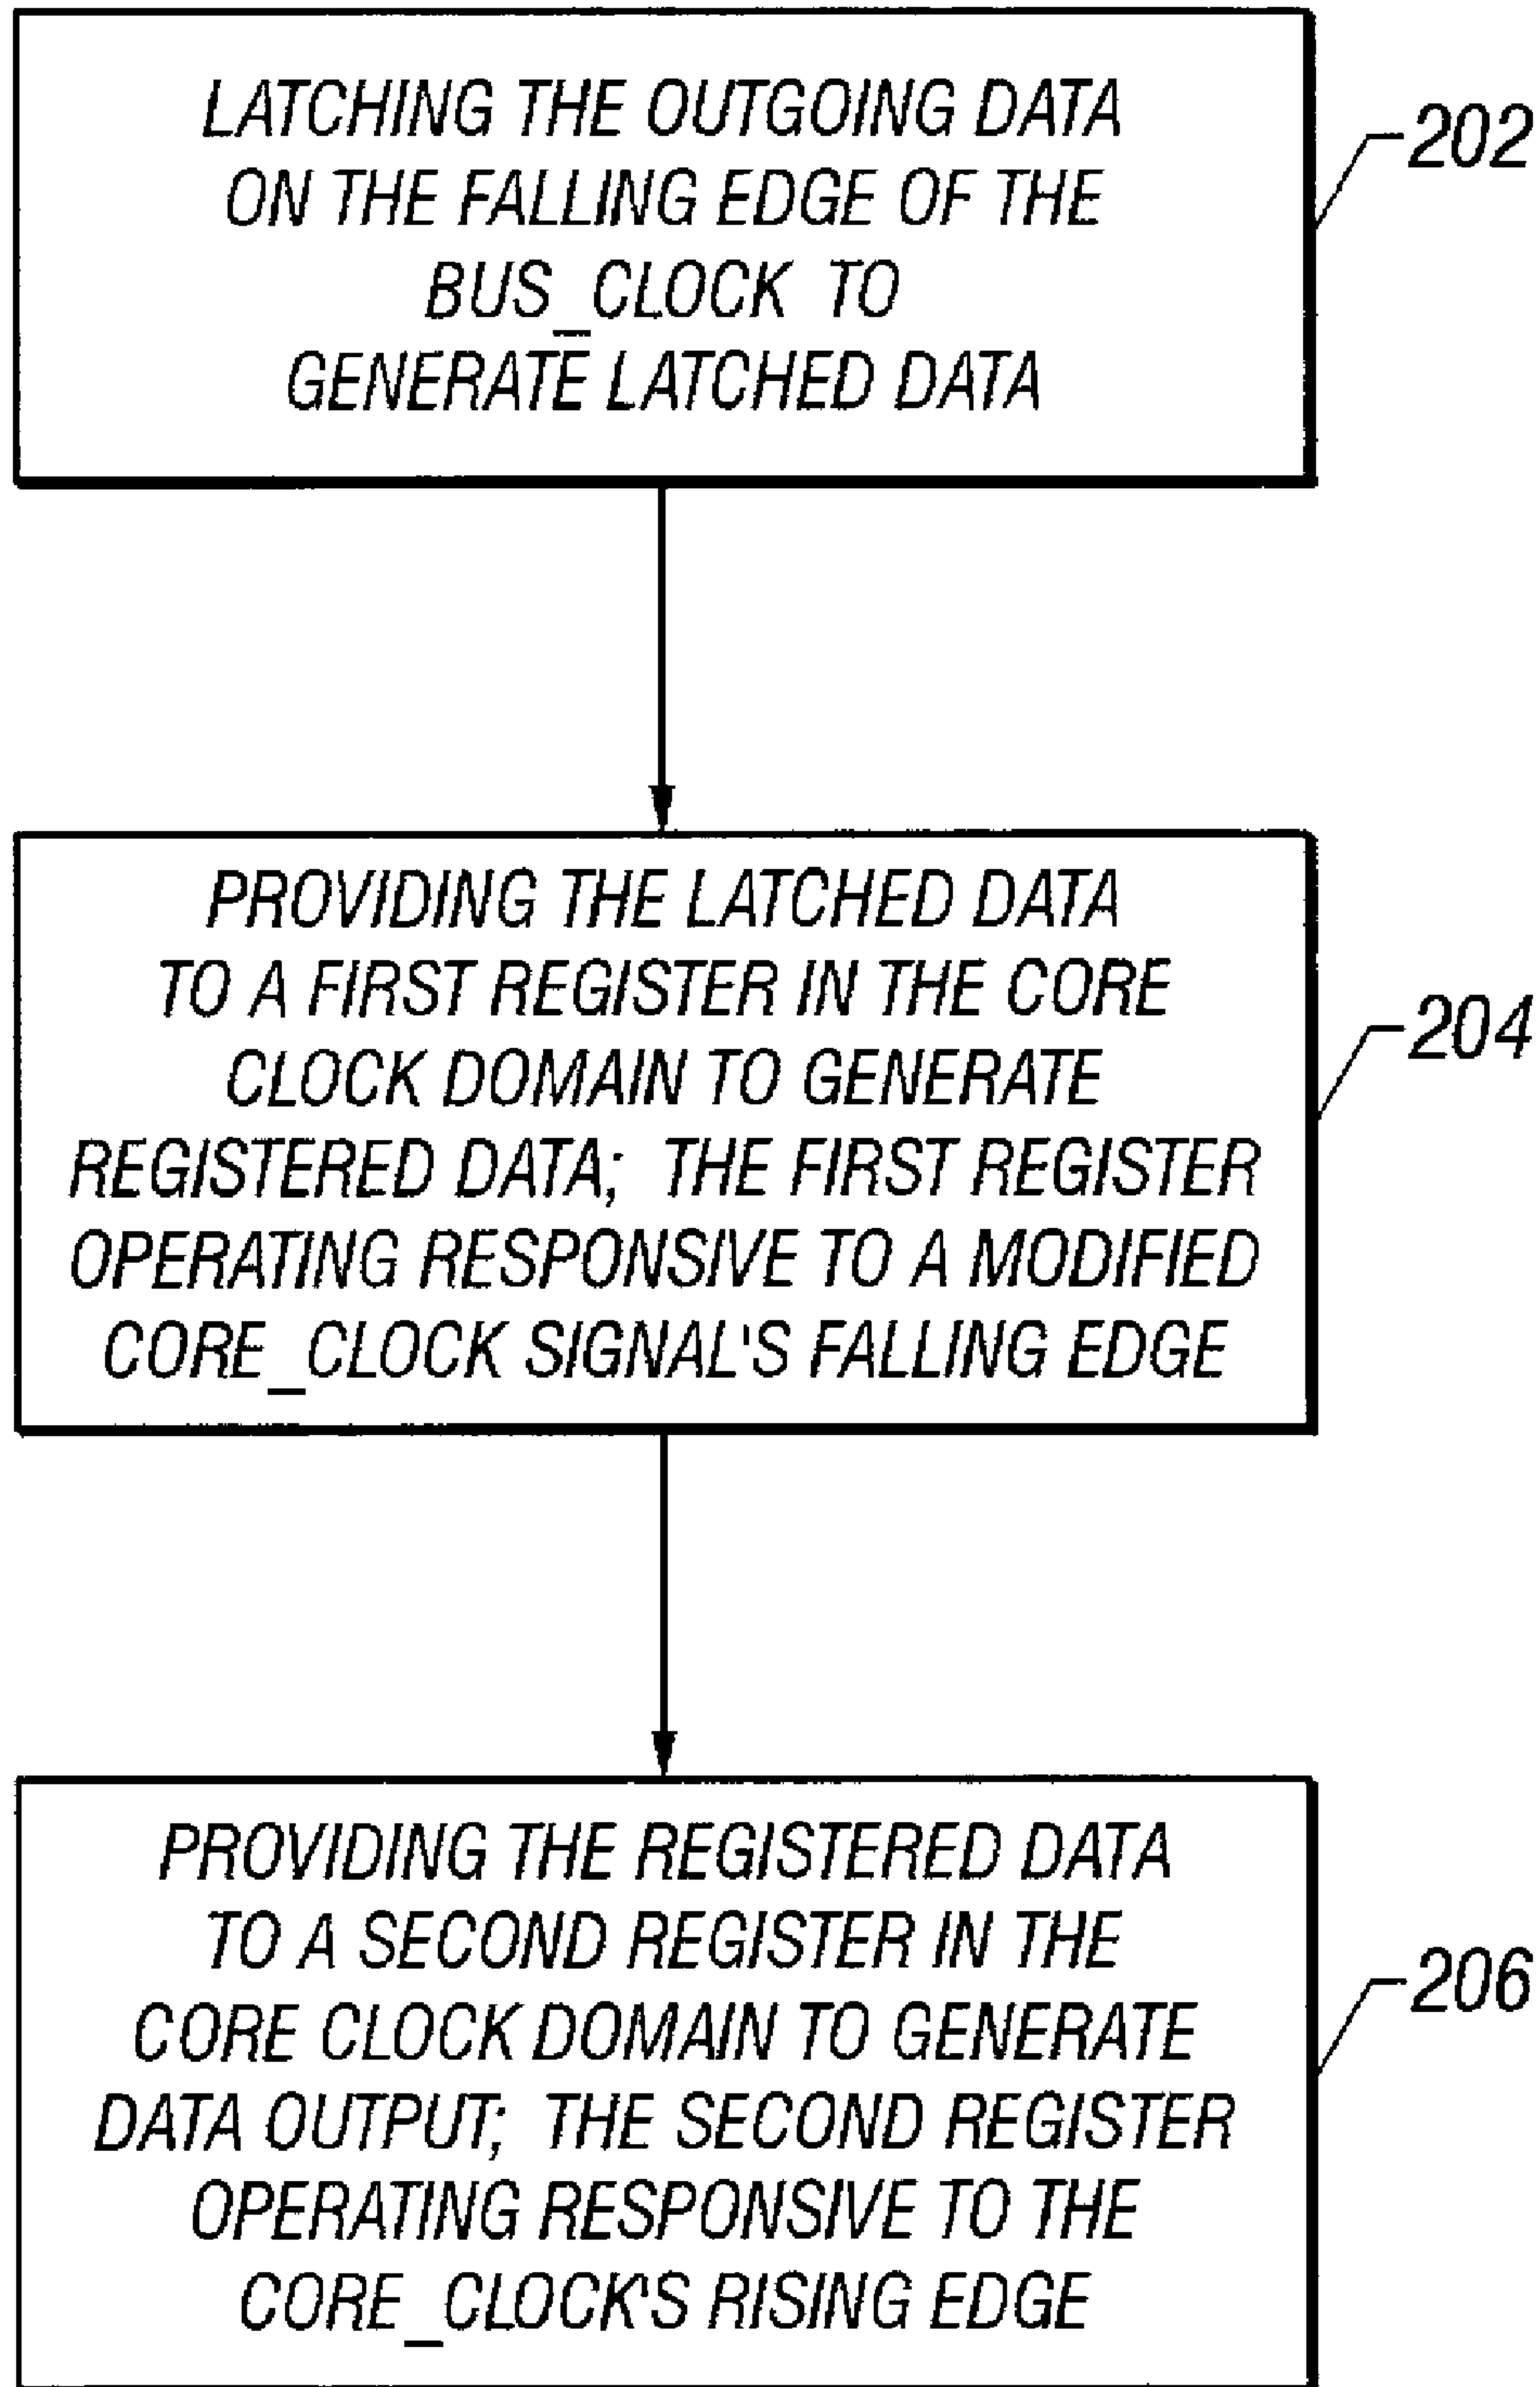 LATCHING THE OUTGOING DATA
ON THE FALLING EDGE OF THE
BUS_CLOCK TO
GENERATE LATCHED DATA
202
PROVIDING THE LATCHED DATA
TO A FIRST REGISTER IN THE CORE
CLOCK DOMAIN TO GENERATE
REGISTERED DATA; THE FIRST REGISTER
OPERATING RESPONSIVE TO A MODIFIED
CORE_CLOCK SIGNAL'S FALLING EDGE
204
PROVIDING THE REGISTERED DATA
TO A SECOND REGISTER IN THE
CORE CLOCK DOMAIN TO GENERATE
DATA OUTPUT; THE SECOND REGISTER
OPERATING RESPONSIVE TO THE
CORE_CLOCK'S RISING EDGE
206